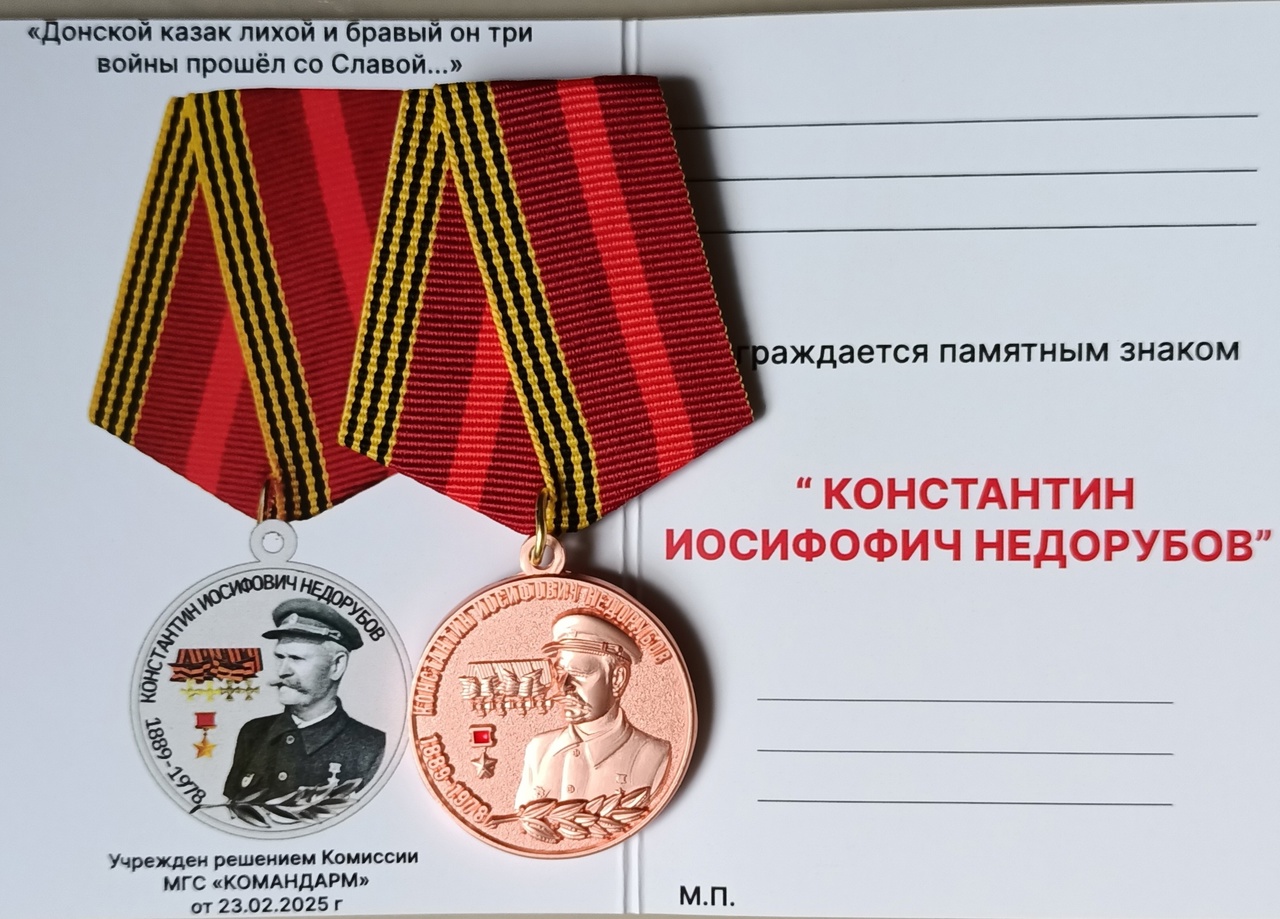 «Донской казак лихой и бравый он три
войны прошёл со Славой...»
КОНСТАНТИН ИОСИФОВИЧ НЕДОРУБОВ
1889-1978
Учрежден решением Комиссии
МГС «КОМАНДАРМ»
от 23.02.2025 г
КОНСТАНТИН ИОСИФОВИЧ НЕДОРУБОВ
1889-1978
граждается памятным знаком
“ КОНСТАНТИН
ИОСИФОФИЧ НЕДОРУБОВ”
М.П.